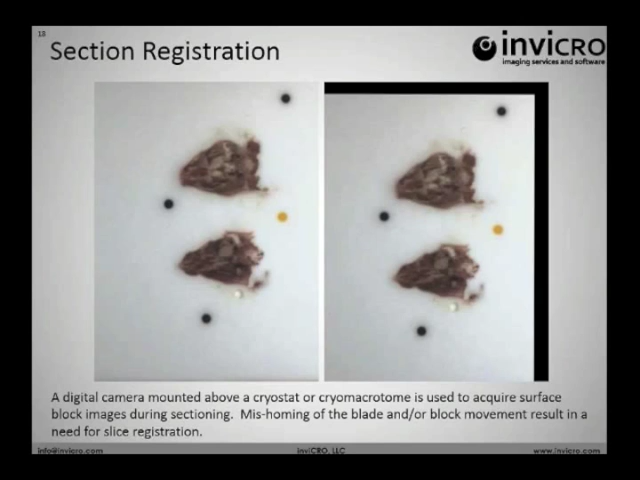 18
Section Registration
invicro
imaging services and software
A digital camera mounted above a cryostat or cryomacrotome is used to acquire surface
block images during sectioning. Mis-homing of the blade and/or block movement result in a
need for slice registration.
info@invicro.com
inviCRO, LLC
www.invicro.com